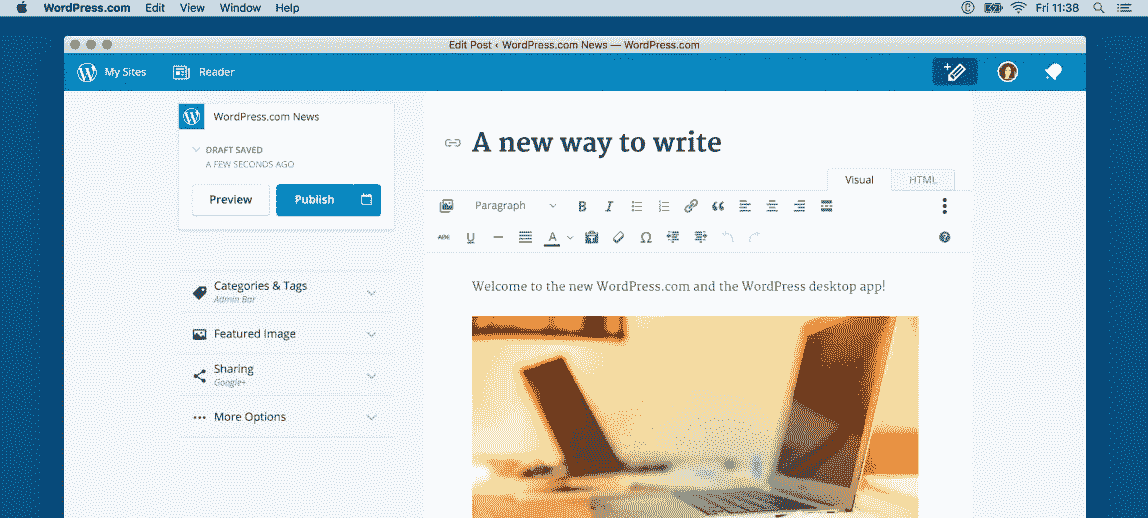 WordPress.com Edit View Window Help Fri 11:38
Edit Post ‹ WordPress.com News — WordPress.com
My Sites Reader
WordPress.com News
DRAFT SAVED
A FEW SECONDS AGO
Preview Publish
Categories & Tags
Admin Bar
Featured Image
Sharing
Google+
More Options
A new way to write
Visual HTML
Paragraph B I
ABC U A Ω
Welcome to the new WordPress.com and the WordPress desktop app!